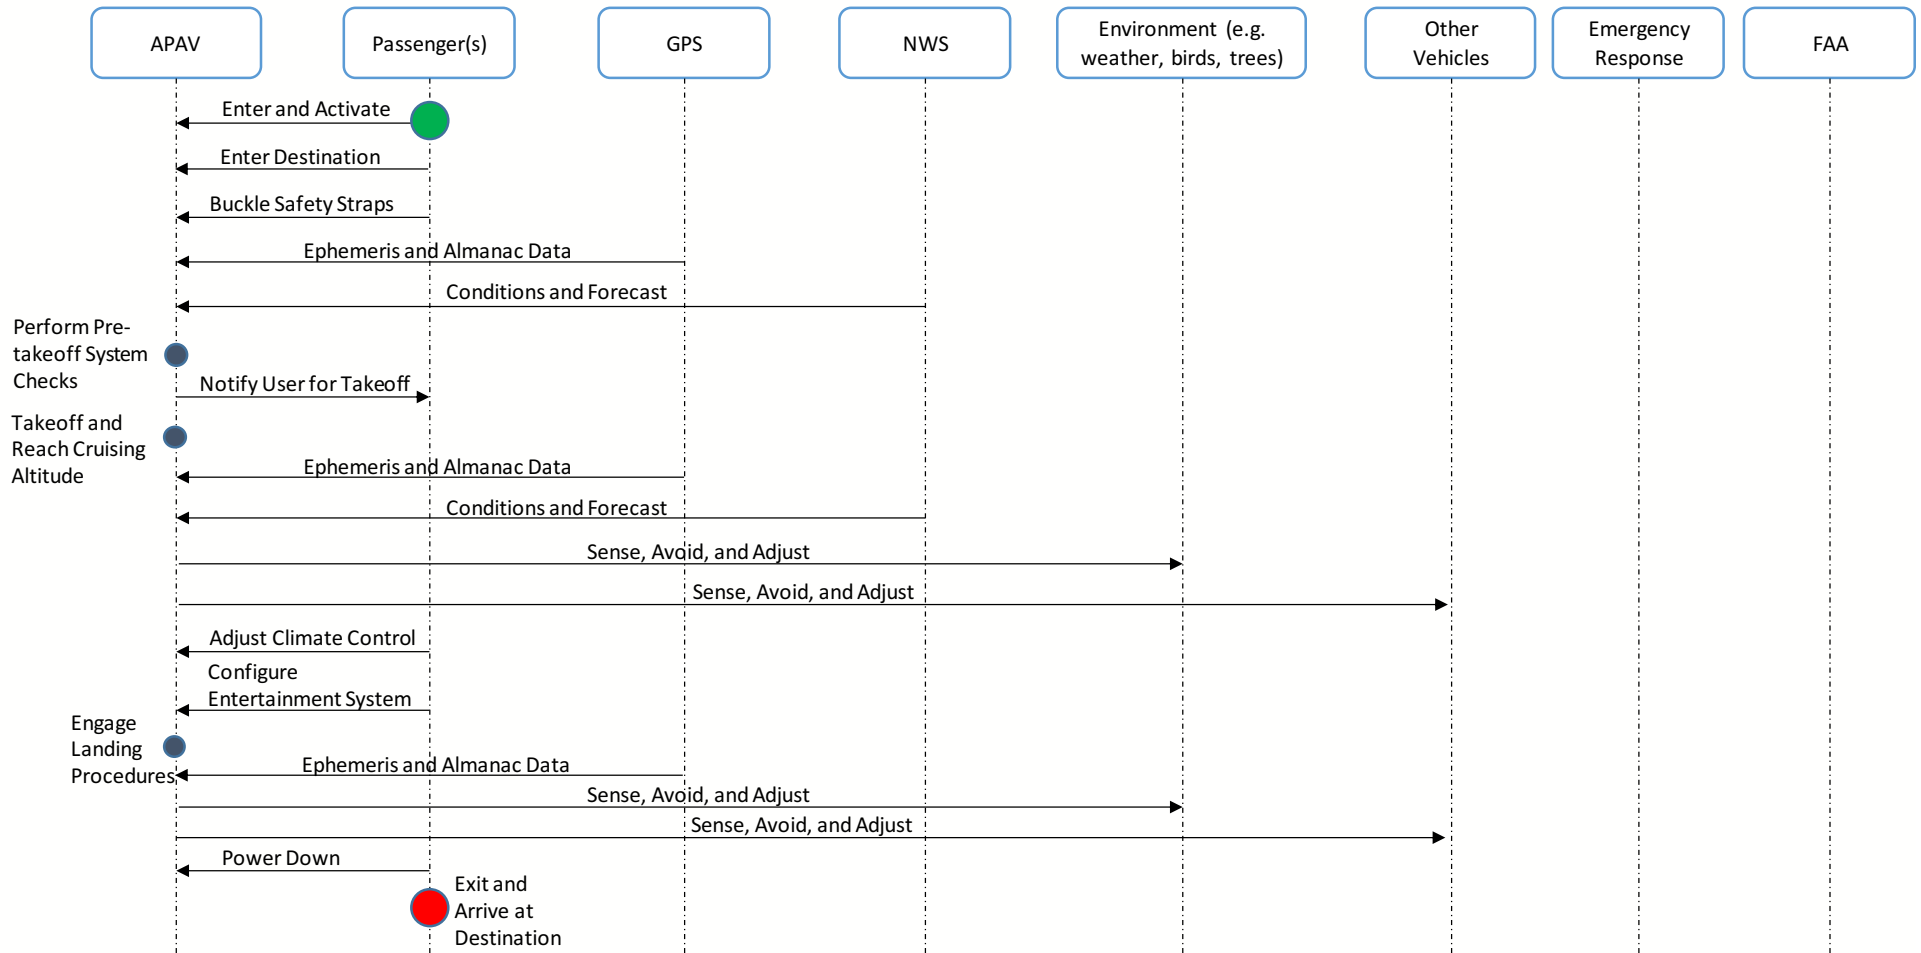 APAV
Passenger(s)
GPS
NWS
Environment (e.g.
weather, birds, trees)
Other
Vehicles
Emergency
Response
FAA
Enter and Activate
Enter Destination
Buckle Safety Straps
Ephemeris and Almanac Data
Conditions and Forecast
Perform Pre-
takeoff System
Checks
Notify User for Takeoff
Takeoff and
Reach Cruising
Altitude
Ephemeris and Almanac Data
Conditions and Forecast
Sense, Avoid, and Adjust
Sense, Avoid, and Adjust
Adjust Climate Control
Configure
Entertainment System
Engage
Landing
Procedures
Ephemeris and Almanac Data
Sense, Avoid, and Adjust
Sense, Avoid, and Adjust
Power Down
Exit and
Arrive at
Destination